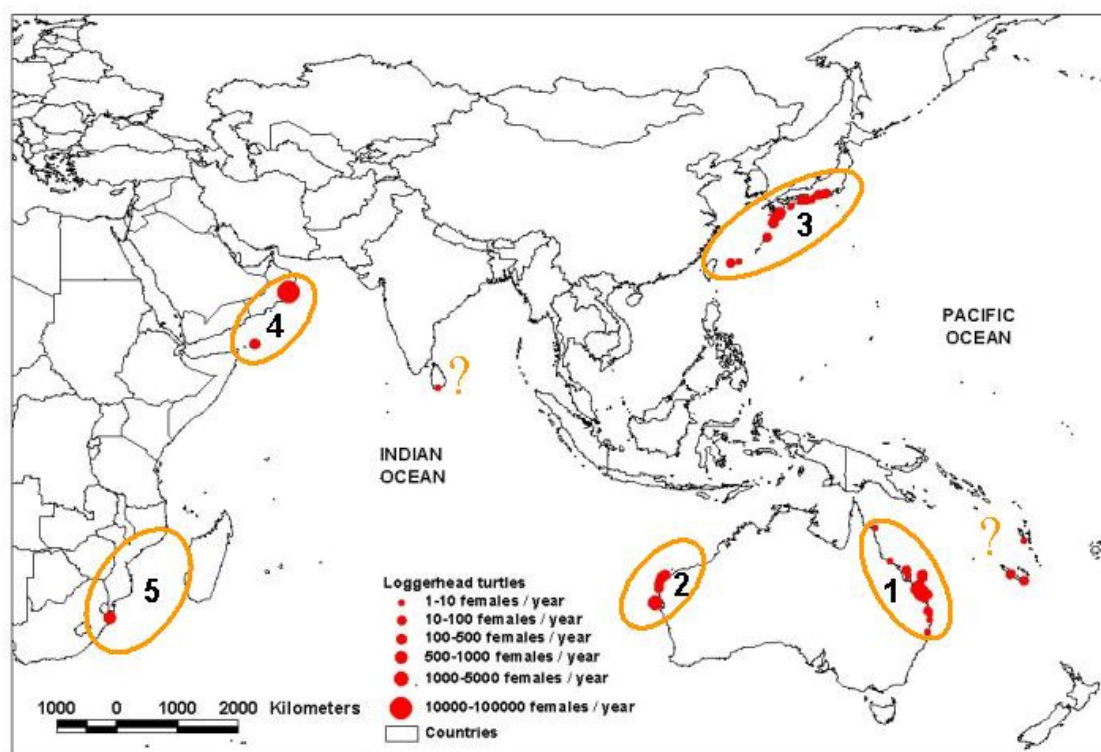 3
4
PACIFIC
OCEAN
?
INDIAN
OCEAN
?
5
2
1
Loggerhead turtles
1-10 females / year
10-100 females / year
100-500 females / year
500-1000 females / year
1000-5000 females / year
10000-100000 females / year
Countries
1000 0 1000 2000 Kilometers